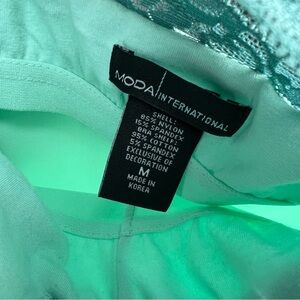 MODA INTERNATIONAL
SHELL:
85% NYLON
15% SPANDEX
BRA SHELF:
95% COTTON
5% SPANDEX
EXCLUSIVE OF
DECORATION
M
MADE IN
KOREA